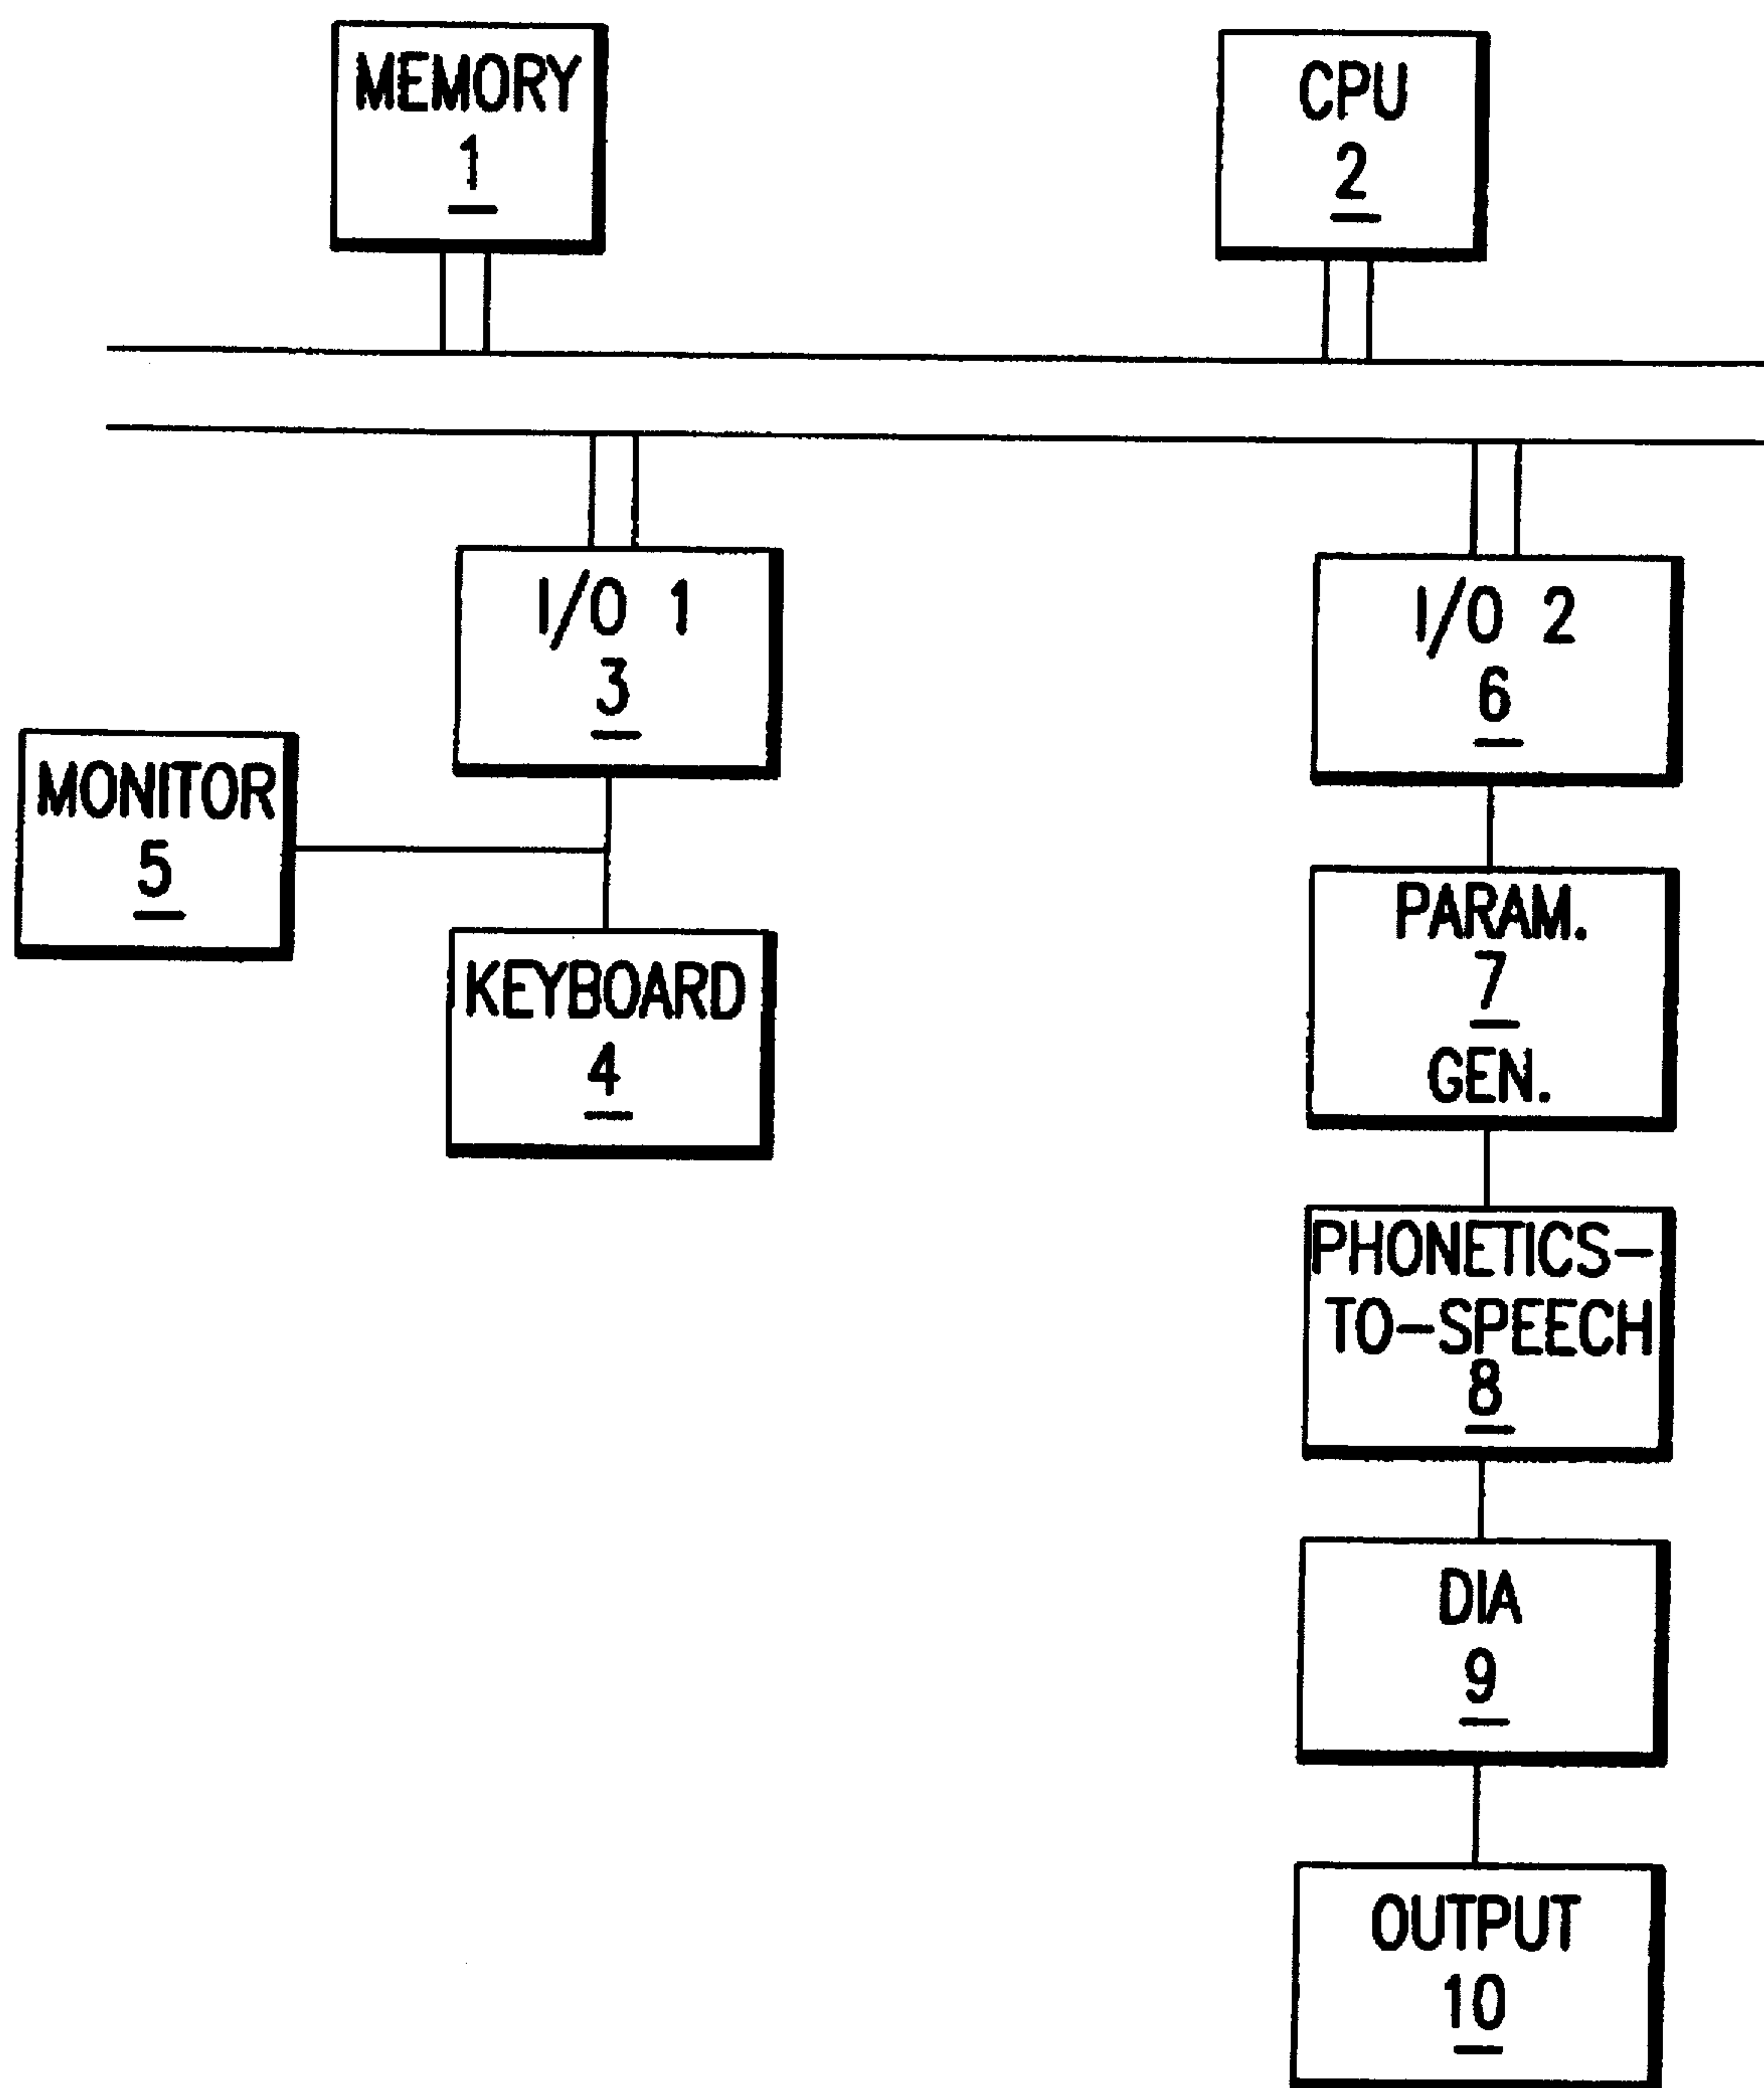 MEMORY
1
CPU
2
I/O 1
3
I/O 2
6
MONITOR
5
KEYBOARD
4
PARAM.
7
GEN.
PHONETICS-
TO-SPEECH
8
DIA
9
OUTPUT
10